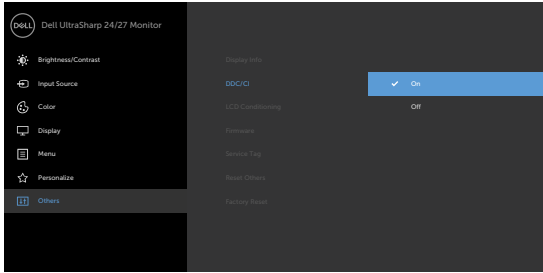 DELL
Dell UltraSharp 24/27 Monitor
Brightness/Contrast
Input Source
Color
Display
Menu
Personalize
Others
Display Info
DDC/CI
LCD Conditioning
Firmware
Service Tag
Reset Others
Factory Reset
On
Off